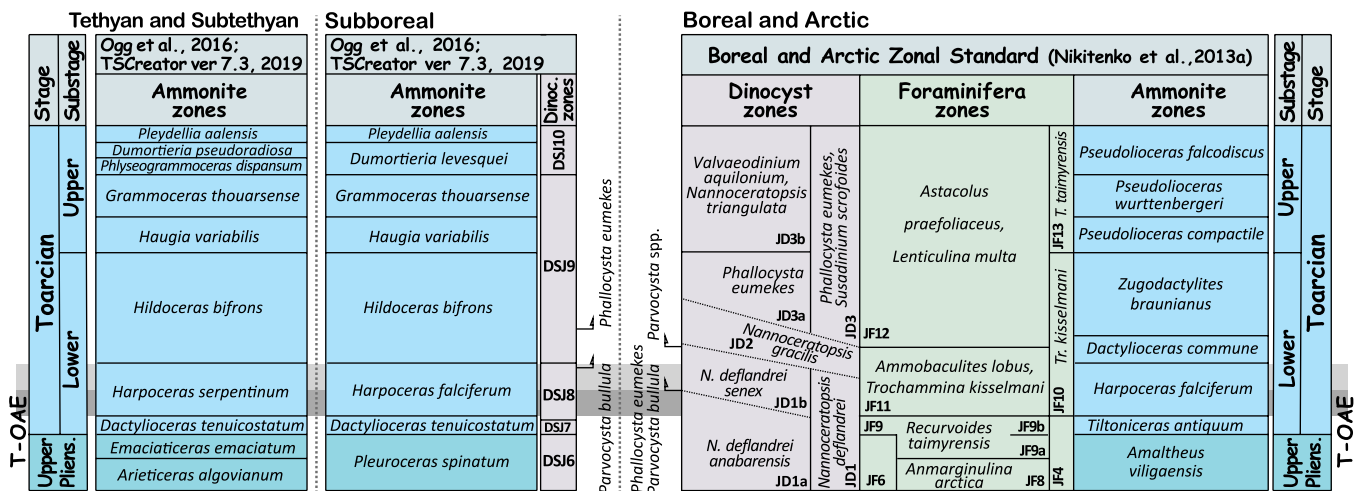 Tethyan and Subtethyan
Subboreal
Boreal and Arctic
Stage
Substage
Ogg et al., 2016;
TSCreator ver 7.3, 2019
Ammonite
zones
Toarcian
Upper
Lower
Upper
Pliens.
T-OAE
Pleydellia aalensis
Dumortieria pseudoradiosa
Phlyseogrammoceras dispansum
Grammoceras thouarsense
Haugia variabilis
Hildoceras bifrons
Harpoceras serpentinum
Dactylioceras tenuicostatum
Emaciaticeras emaciatum
Arieticeras algovianum
Ogg et al., 2016;
TSCreator ver 7.3, 2019
Ammonite
zones
Dinoc.
zones
Pleydellia aalensis
Dumortieria levesquei
Grammoceras thouarsense
Haugia variabilis
Hildoceras bifrons
Harpoceras falciferum
Dactylioceras tenuicostatum
Pleuroceras spinatum
DSJ10
DSJ9
DSJ8
DSJ7
DSJ6
Phallocysta eumekes
Parvocysta bullula
Parvocysta spp.
Phallocysta eumekes
Parvocysta bullula
Boreal and Arctic Zonal Standard (Nikitenko et al.,2013a)
Dinocyst
zones
Foraminifera
zones
Ammonite
zones
Substage
Stage
Valvaeodinium
aquilonium,
Nannoceratopsis
triangulata
JD3b
Phallocysta
eumekes
JD3a
Phallocysta eumekes,
Susadinium scrofoides
JD3
Nannoceratopsis
gracilis
JD2
N. deflandrei
senex
JD1b
N. deflandrei
anabarensis
JD1a
Nannoceratopsis
deflandrei
JD1
Astacolus
praefoliaceus,
Lenticulina multa
JF12
Ammobaculites lobus,
Trochammina kisselmani
JF11
JF9
Recurvoides
taimyrensis
JF9b
JF9a
JF6
Anmarginulina
arctica
JF8
JF13 T. taimyrensis
Tr. kisselmani
JF10
JF4
Pseudolioceras falcodiscus
Pseudolioceras
wurttenbergeri
Pseudolioceras compactile
Zugodactylites
braunianus
Dactylioceras commune
Harpoceras falciferum
Tiltoniceras antiquum
Amaltheus
viligaensis
Upper
Lower
Upper
Pliens.
Toarcian
T-OAE